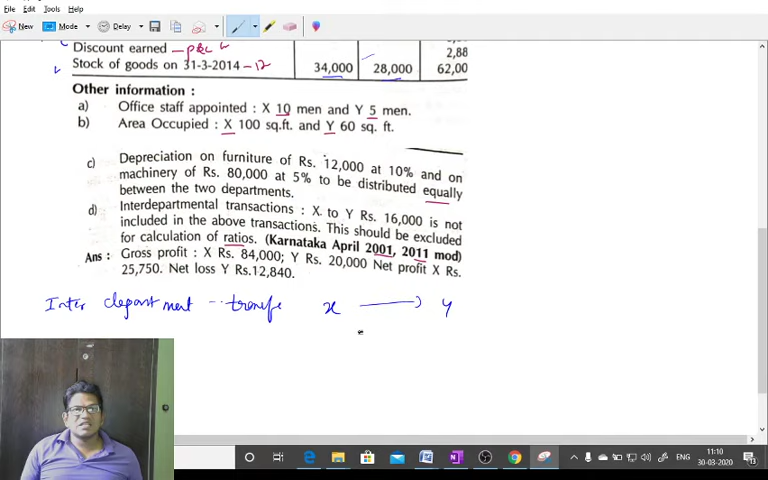 File Edit Tools Help
New Mode Delay
Discount earned — p&L 2,88
Stock of goods on 31-3-2014 – 12 34,000 28,000 62,00
Other information :
a) Office staff appointed : X 10 men and Y 5 men.
b) Area Occupied : X 100 sq.ft. and Y 60 sq. ft.
c) Depreciation on furniture of Rs. 12,000 at 10% and on
machinery of Rs. 80,000 at 5% to be distributed equally
between the two departments.
d) Interdepartmental transactions : X to Y Rs. 16,000 is not
included in the above transactions. This should be excluded
for calculation of ratios. (Karnataka April 2001, 2011 mod)
Ans : Gross profit : X Rs. 84,000; Y Rs. 20,000 Net profit X Rs.
25,750. Net loss Y Rs.12,840.
Inter department x → y
ENG 11:10
30-03-2020